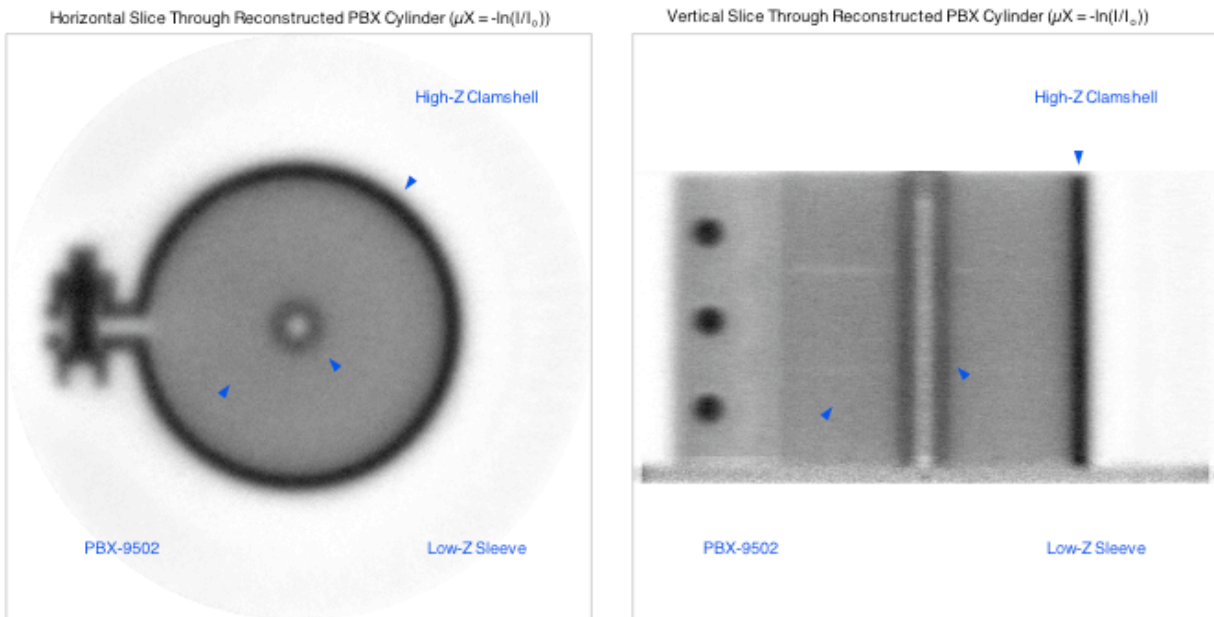 Horizontal Slice Through Reconstructed PBX Cylinder (µX = -ln(I/I₀))
Vertical Slice Through Reconstructed PBX Cylinder (µX = -ln(I/I₀))
High-Z Clamshell
High-Z Clamshell
PBX-9502
Low-Z Sleeve
PBX-9502
Low-Z Sleeve